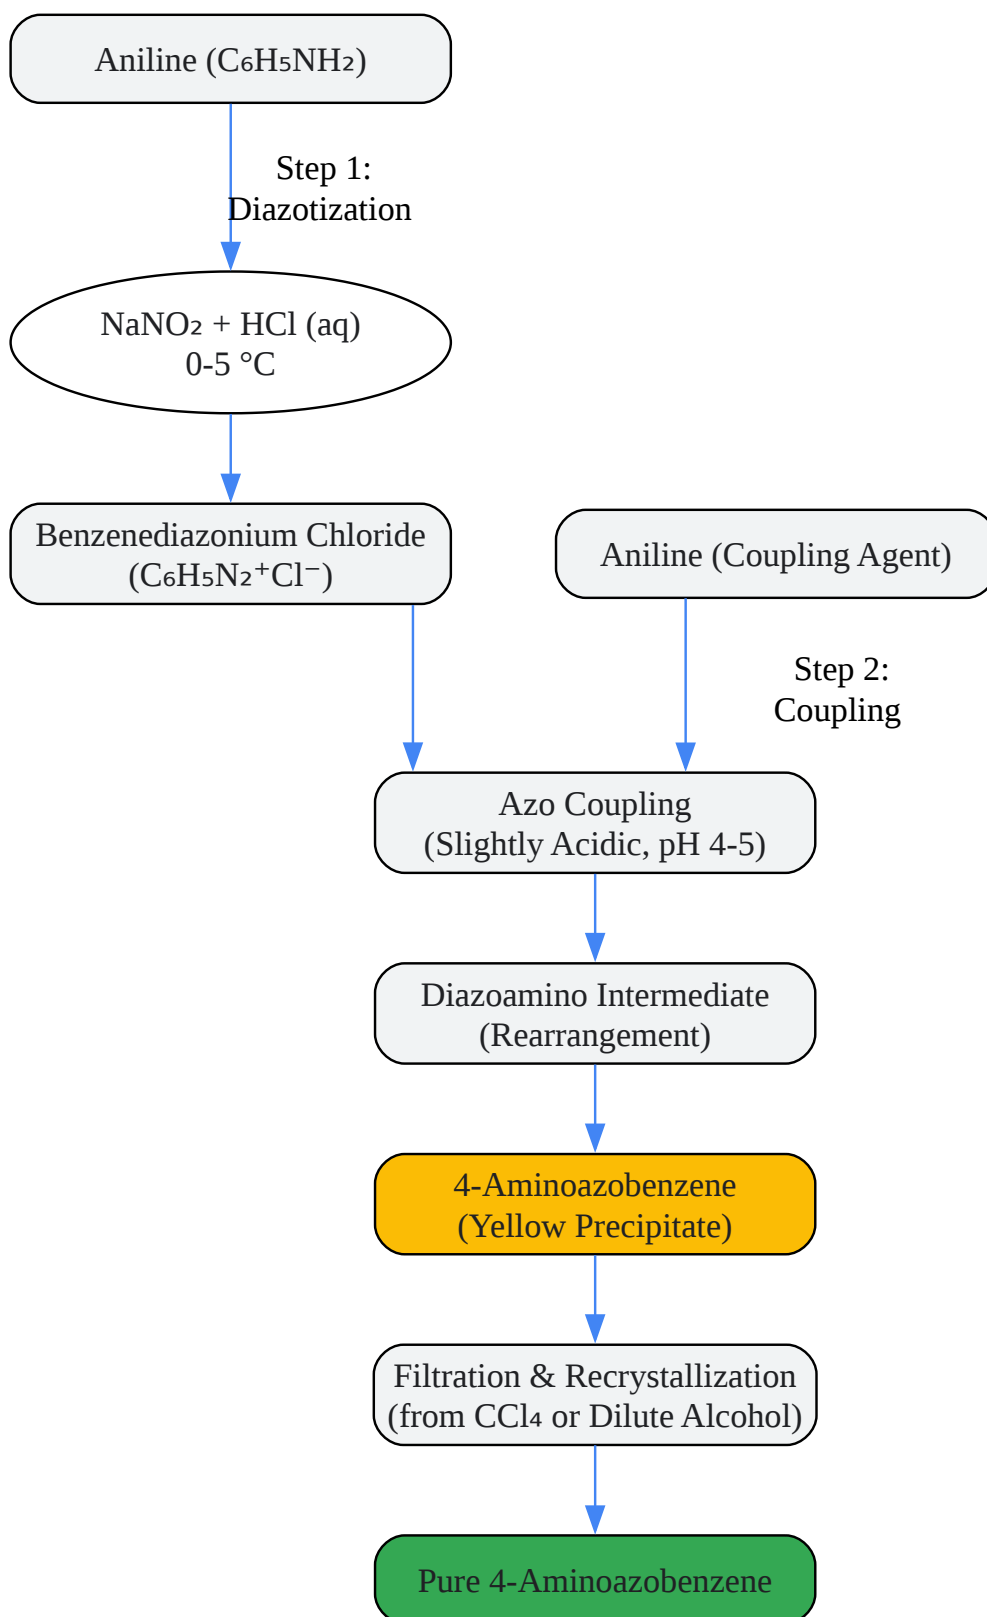 Aniline (C₆H₅NH₂)
Step 1:
Diazotization
NaNO₂ + HCl (aq)
0-5 °C
Benzenediazonium Chloride
(C₆H₅N₂⁺Cl⁻)
Aniline (Coupling Agent)
Step 2:
Coupling
Azo Coupling
(Slightly Acidic, pH 4-5)
Diazoamino Intermediate
(Rearrangement)
4-Aminoazobenzene
(Yellow Precipitate)
Filtration & Recrystallization
(from CCl₄ or Dilute Alcohol)
Pure 4-Aminoazobenzene